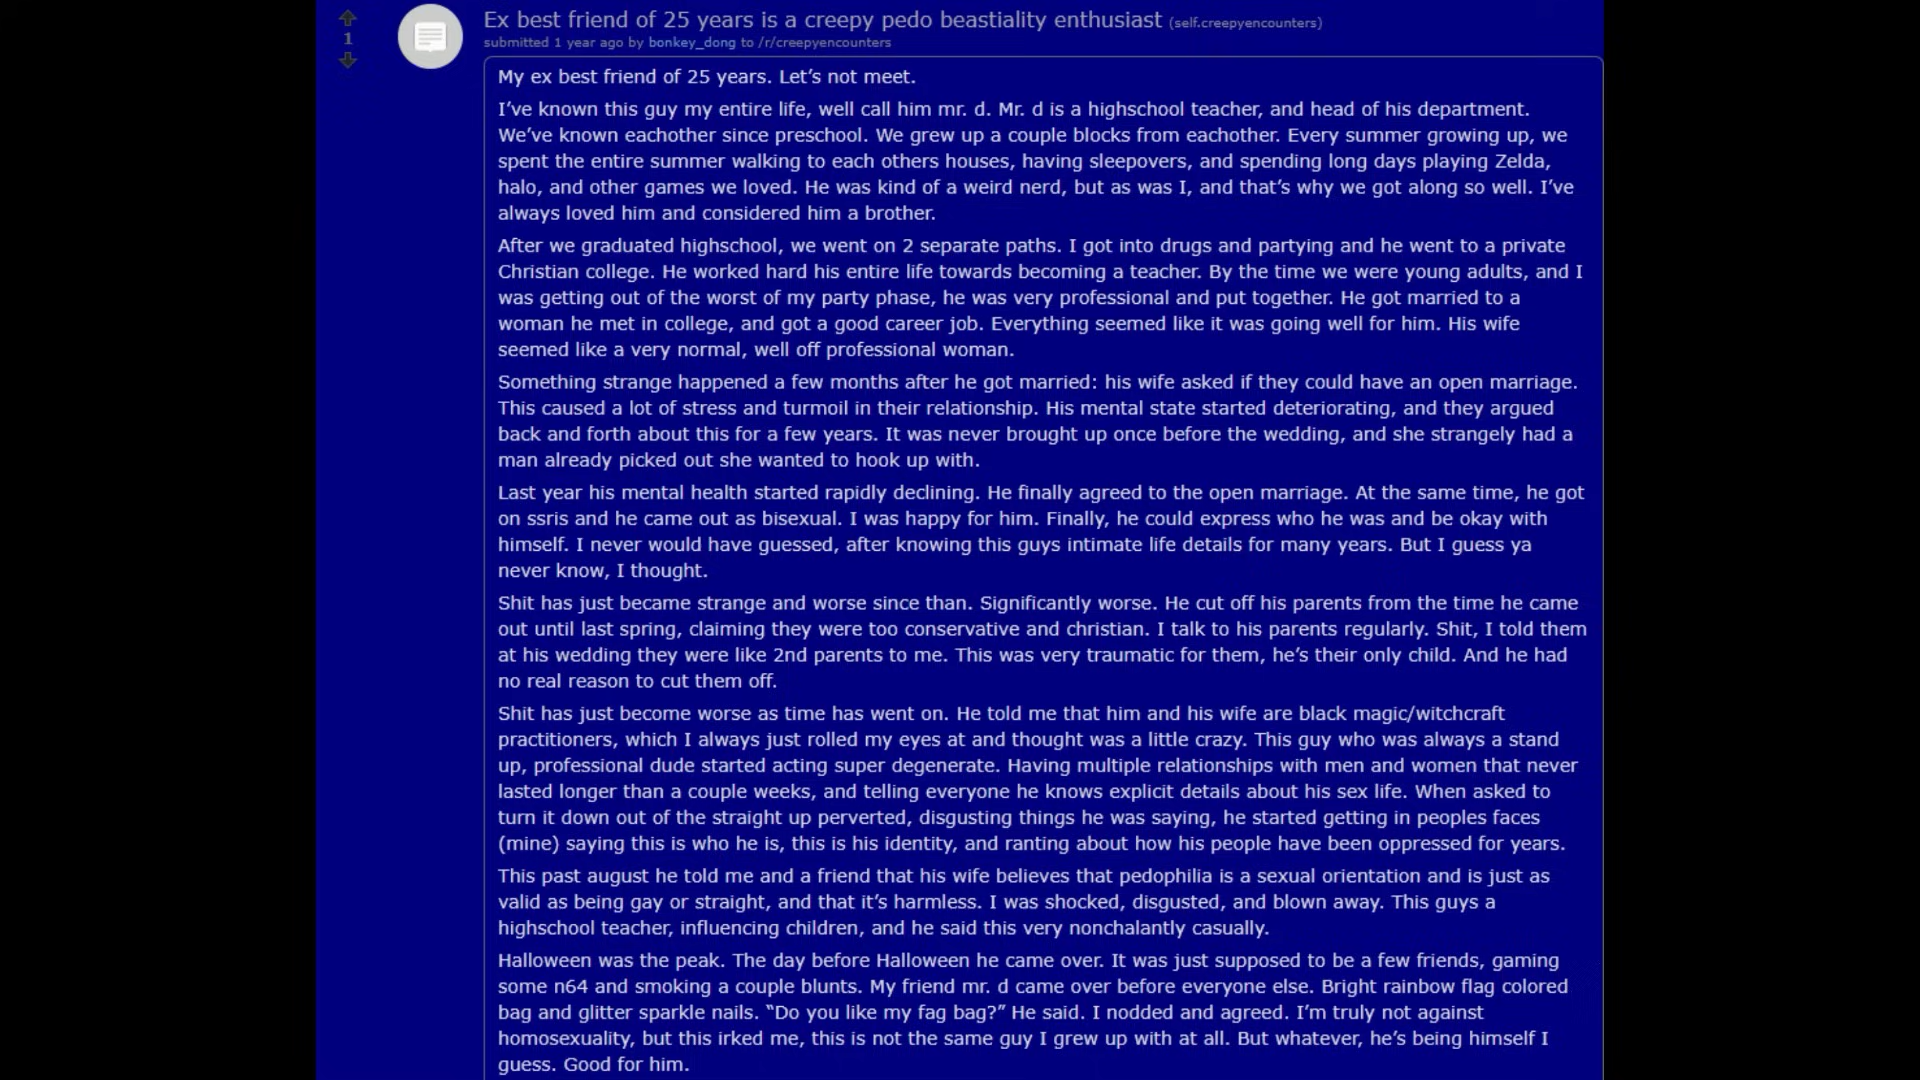 Ex best friend of 25 years is a creepy pedo beastiality enthusiast (self.creepyencounters)
1
submitted 1 year ago by bonkey_dong to /r/creepyencounters
My ex best friend of 25 years. Let’s not meet.
I’ve known this guy my entire life, well call him mr. d. Mr. d is a highschool teacher, and head of his department.
We’ve known eachother since preschool. We grew up a couple blocks from eachother. Every summer growing up, we
spent the entire summer walking to each others houses, having sleepovers, and spending long days playing Zelda,
halo, and other games we loved. He was kind of a weird nerd, but as was I, and that’s why we got along so well. I’ve
always loved him and considered him a brother.
After we graduated highschool, we went on 2 separate paths. I got into drugs and partying and he went to a private
Christian college. He worked hard his entire life towards becoming a teacher. By the time we were young adults, and I
was getting out of the worst of my party phase, he was very professional and put together. He got married to a
woman he met in college, and got a good career job. Everything seemed like it was going well for him. His wife
seemed like a very normal, well off professional woman.
Something strange happened a few months after he got married: his wife asked if they could have an open marriage.
This caused a lot of stress and turmoil in their relationship. His mental state started deteriorating, and they argued
back and forth about this for a few years. It was never brought up once before the wedding, and she strangely had a
man already picked out she wanted to hook up with.
Last year his mental health started rapidly declining. He finally agreed to the open marriage. At the same time, he got
on ssris and he came out as bisexual. I was happy for him. Finally, he could express who he was and be okay with
himself. I never would have guessed, after knowing this guys intimate life details for many years. But I guess ya
never know, I thought.
Shit has just became strange and worse since than. Significantly worse. He cut off his parents from the time he came
out until last spring, claiming they were too conservative and christian. I talk to his parents regularly. Shit, I told them
at his wedding they were like 2nd parents to me. This was very traumatic for them, he’s their only child. And he had
no real reason to cut them off.
Shit has just become worse as time has went on. He told me that him and his wife are black magic/witchcraft
practitioners, which I always just rolled my eyes at and thought was a little crazy. This guy who was always a stand
up, professional dude started acting super degenerate. Having multiple relationships with men and women that never
lasted longer than a couple weeks, and telling everyone he knows explicit details about his sex life. When asked to
turn it down out of the straight up perverted, disgusting things he was saying, he started getting in peoples faces
(mine) saying this is who he is, this is his identity, and ranting about how his people have been oppressed for years.
This past august he told me and a friend that his wife believes that pedophilia is a sexual orientation and is just as
valid as being gay or straight, and that it’s harmless. I was shocked, disgusted, and blown away. This guys a
highschool teacher, influencing children, and he said this very nonchalantly casually.
Halloween was the peak. The day before Halloween he came over. It was just supposed to be a few friends, gaming
some n64 and smoking a couple blunts. My friend mr. d came over before everyone else. Bright rainbow flag colored
bag and glitter sparkle nails. “Do you like my fag bag?” He said. I nodded and agreed. I’m truly not against
homosexuality, but this irked me, this is not the same guy I grew up with at all. But whatever, he’s being himself I
guess. Good for him.